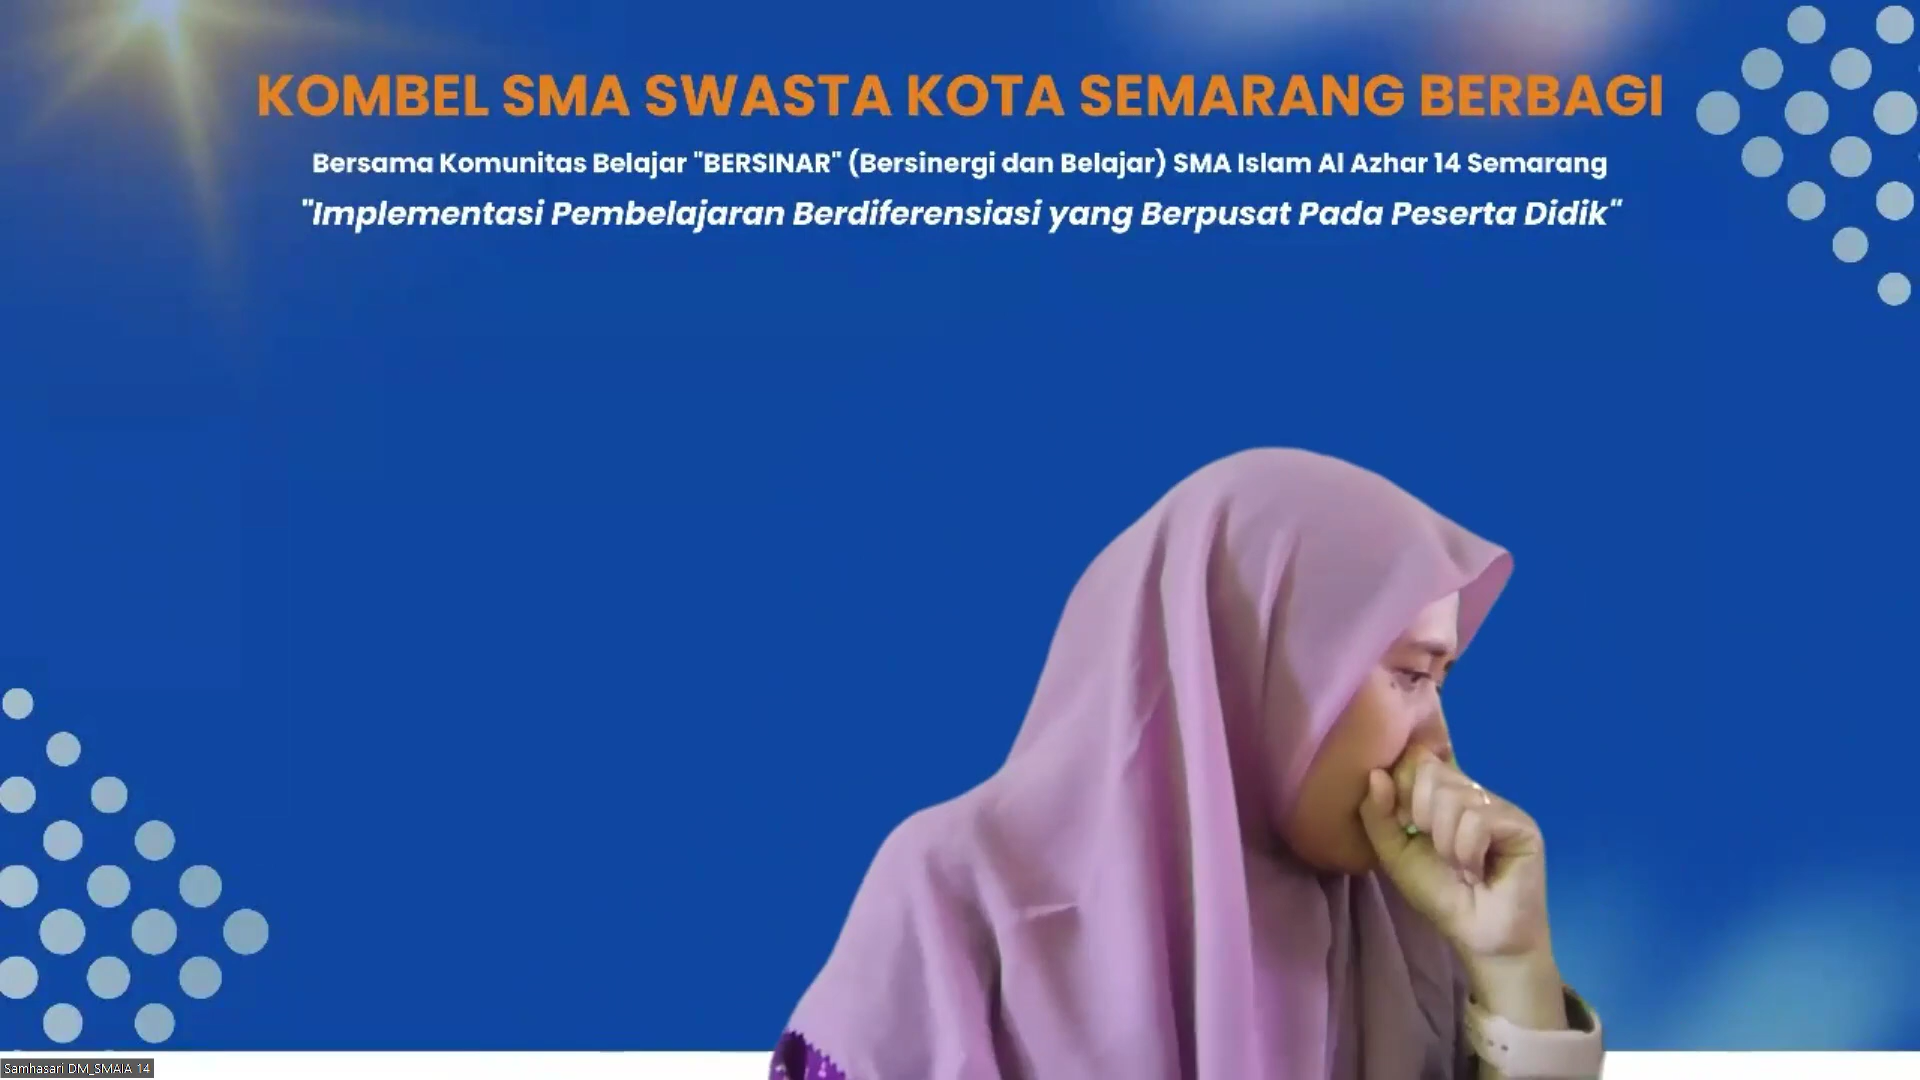 KOMBEL SMA SWASTA KOTA SEMARANG BERBAGI
Bersama Komunitas Belajar "BERSINAR" (Bersinergi dan Belajar) SMA Islam Al Azhar 14 Semarang
"Implementasi Pembelajaran Berdiferensiasi yang Berpusat Pada Peserta Didik"
Samhasari DM_SMAIA 14